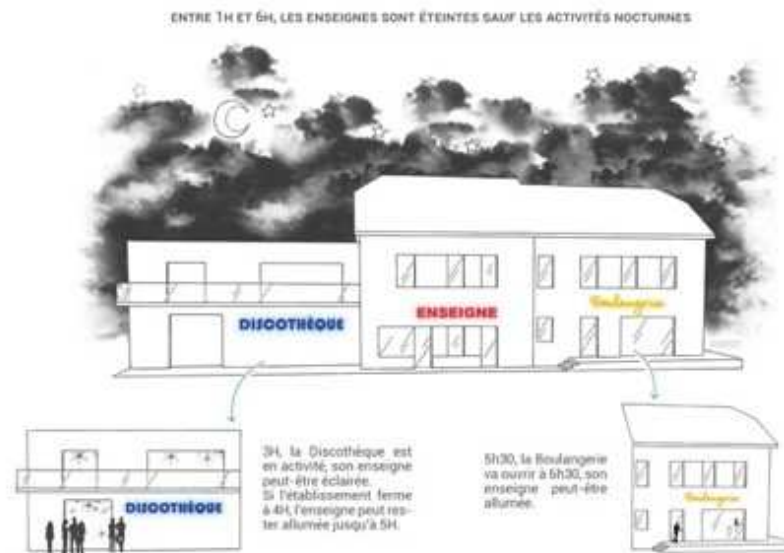 ENTRE 1H ET 6H, LES ENSEIGNES SONT ÉTEINTES SAUF LES ACTIVITÉS NOCTURNES
DISCOTHÈQUE
ENSEIGNE
Boulangerie
DISCOTHÈQUE
3H, la Discothèque est
en activité, son enseigne
peut-être éclairée.
Si l'établissement ferme
à 4H, l'enseigne peut res-
ter allumée jusqu'à 5H.
5h30, la Boulangerie
va ouvrir à 6h30, son
enseigne peut-être
allumée.
Boulangerie